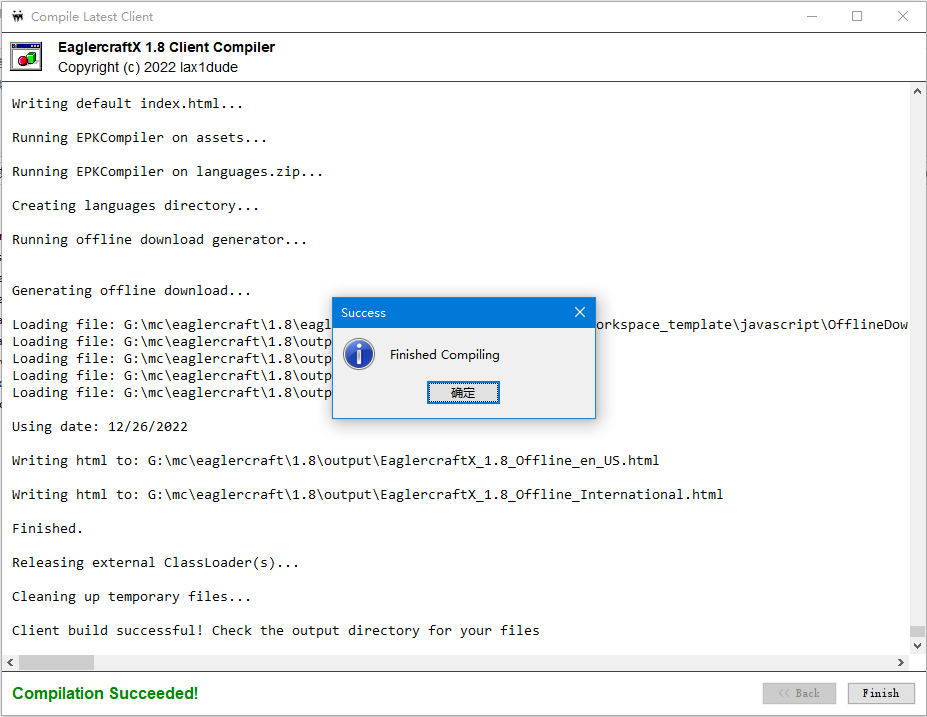 Compile Latest Client
EaglercraftX 1.8 Client Compiler
Copyright (c) 2022 lax1dude
Writing default index.html...
Running EPKCompiler on assets...
Running EPKCompiler on languages.zip...
Creating languages directory...
Running offline download generator...
Generating offline download...
Loading file: G:\mc\eaglercraft\1.8\eagl orkspace_template\javascript\OfflineDow
Loading file: G:\mc\eaglercraft\1.8\outp
Loading file: G:\mc\eaglercraft\1.8\outp
Loading file: G:\mc\eaglercraft\1.8\outp
Loading file: G:\mc\eaglercraft\1.8\outp
Success
Finished Compiling
确定
Using date: 12/26/2022
Writing html to: G:\mc\eaglercraft\1.8\output\EaglercraftX_1.8_Offline_en_US.html
Writing html to: G:\mc\eaglercraft\1.8\output\EaglercraftX_1.8_Offline_International.html
Finished.
Releasing external ClassLoader(s)...
Cleaning up temporary files...
Client build successful! Check the output directory for your files
Compilation Succeeded!
<< Back
Finish